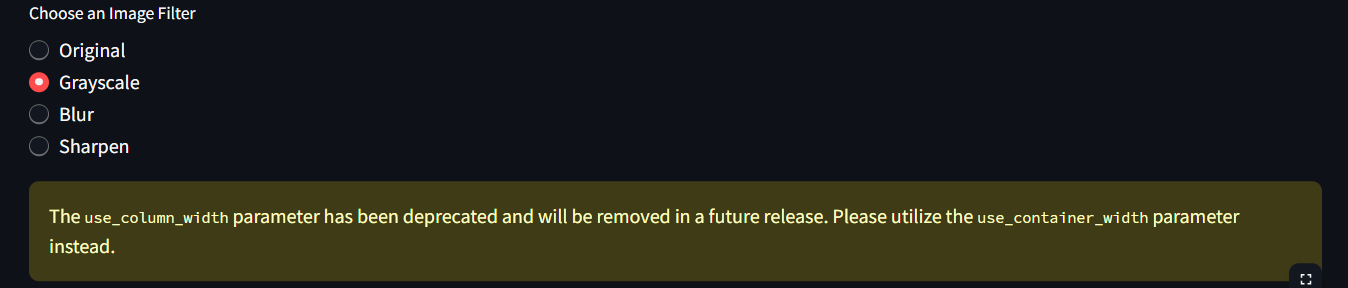 Choose an Image Filter
Original
Grayscale
Blur
Sharpen
The use_column_width parameter has been deprecated and will be removed in a future release. Please utilize the use_container_width parameter
instead.